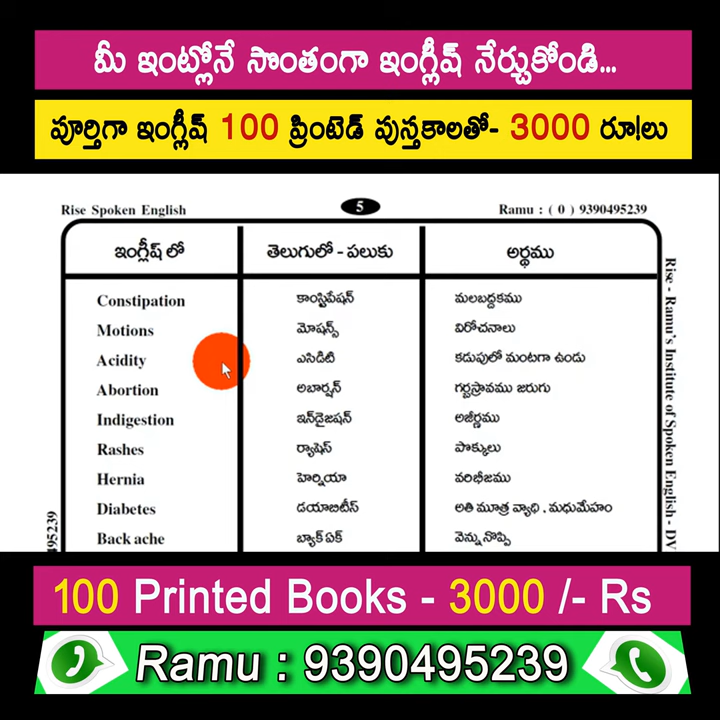 మీ ఇంట్లోనే సొంతంగా ఇంగ్లీష్ నేర్చుకోండి...
పూర్తిగా ఇంగ్లీష్ 100 ప్రింటెడ్ పుస్తకాలతో- 3000 రూ!లు
Rise Spoken English 5 Ramu : ( 0 ) 9390495239
ఇంగ్లీష్ లో తెలుగులో - పలుకు అర్థము
Constipation కాంస్టిపేషన్ మలబద్దకము
Motions మోషన్స్ విరోచనాలు
Acidity ఎసిడిటి కడుపులో మంటగా ఉండు
Abortion అబార్షన్ గర్భస్రావము జరుగు
Indigestion ఇన్‌డైజషన్ అజీర్ణము
Rashes ర్యాషెస్ పొక్కులు
Hernia హెర్నియా వరిభీజము
Diabetes డయాబిటీస్ అతి మూత్ర వ్యాధి , మధుమేహం
Back ache బ్యాక్ ఏక్ వెన్ను నొప్పి
Rise - Ramu's Institute of Spoken English - DV
95239
100 Printed Books - 3000 /- Rs
Ramu : 9390495239